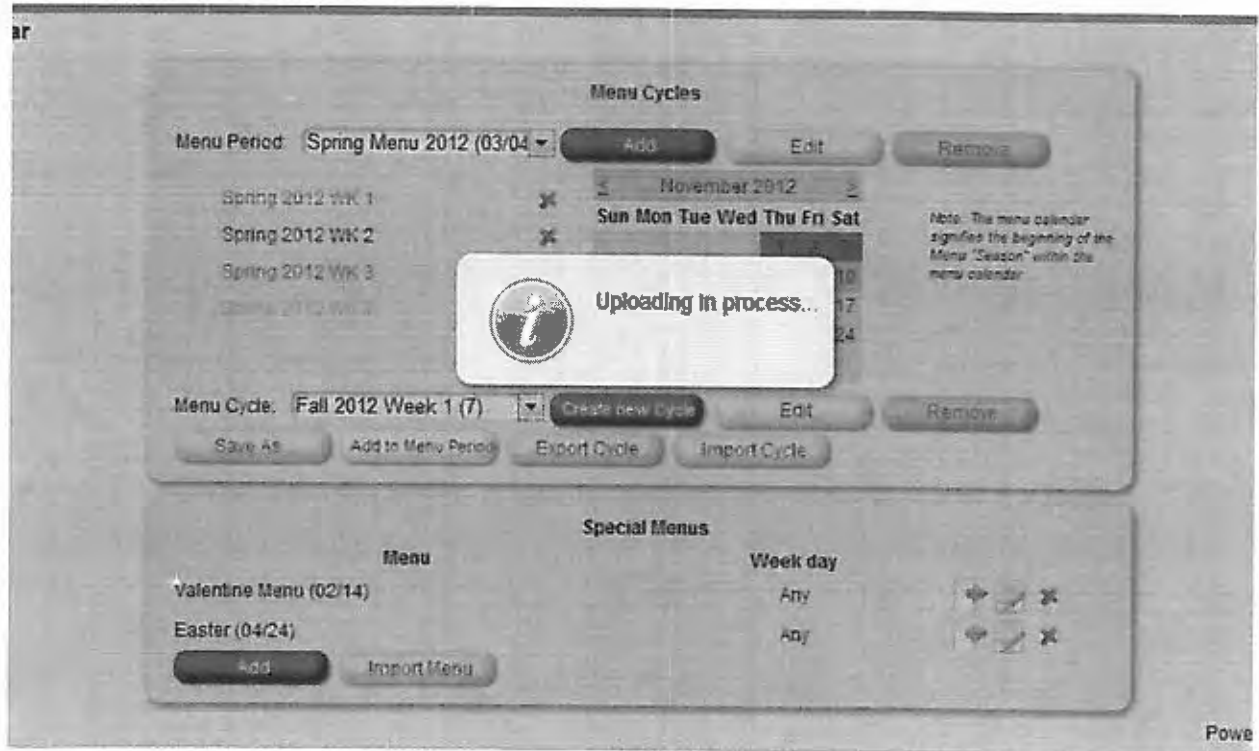 ar
Menu Cycles
Menu Period: Spring Menu 2012 (03/04 Add Edit Remove
Spring 2012 WK 1
< November 2012 >
Spring 2012 WK 2
Sun Mon Tue Wed Thu Fri Sat
Note: The menu calendar
signifies the beginning of the
Menu "Season" within the
menu calendar
Spring 2012 WK 3
10
Uploading in process...
17
24
Menu Cycle: Fall 2012 Week 1 (7) Create new Cycle Edit Remove
Save As Add to Menu Period Export Cycle Import Cycle
Special Menus
Menu Week day
Valentine Menu (02/14) Any
Easter (04/24) Any
Add Import Menu
Powe